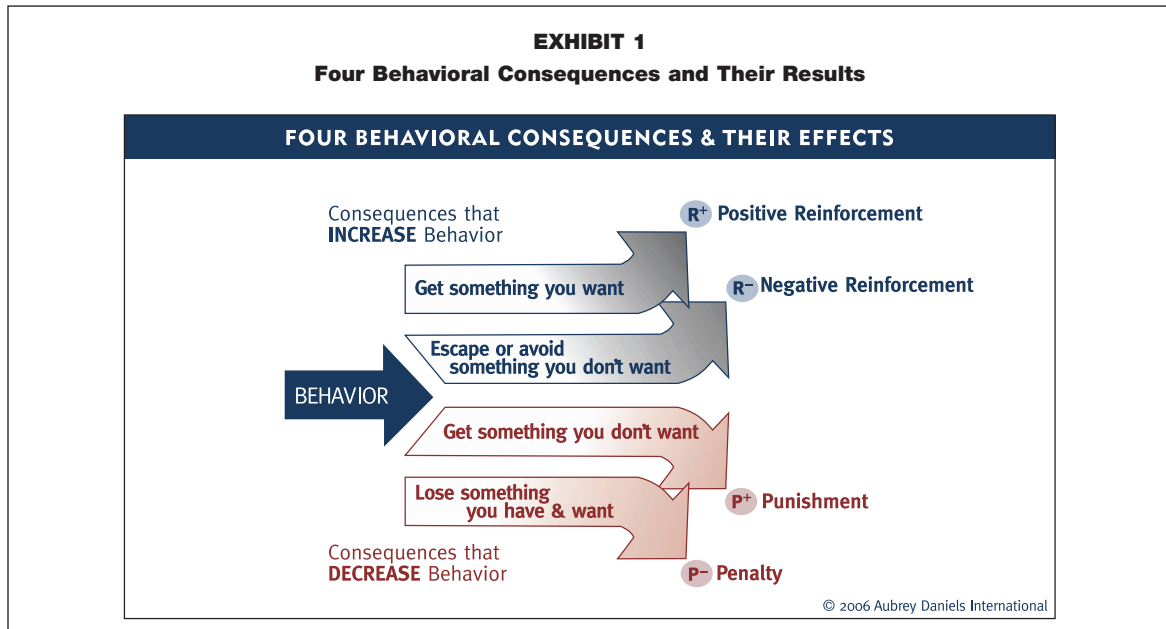 EXHIBIT 1
Four Behavioral Consequences and Their Results
FOUR BEHAVIORAL CONSEQUENCES & THEIR EFFECTS
Consequences that
INCREASE Behavior
R+ Positive Reinforcement
Get something you want
R− Negative Reinforcement
Escape or avoid
something you don't want
BEHAVIOR
Get something you don't want
Lose something
you have & want
P+ Punishment
Consequences that
DECREASE Behavior
P− Penalty
© 2006 Aubrey Daniels International